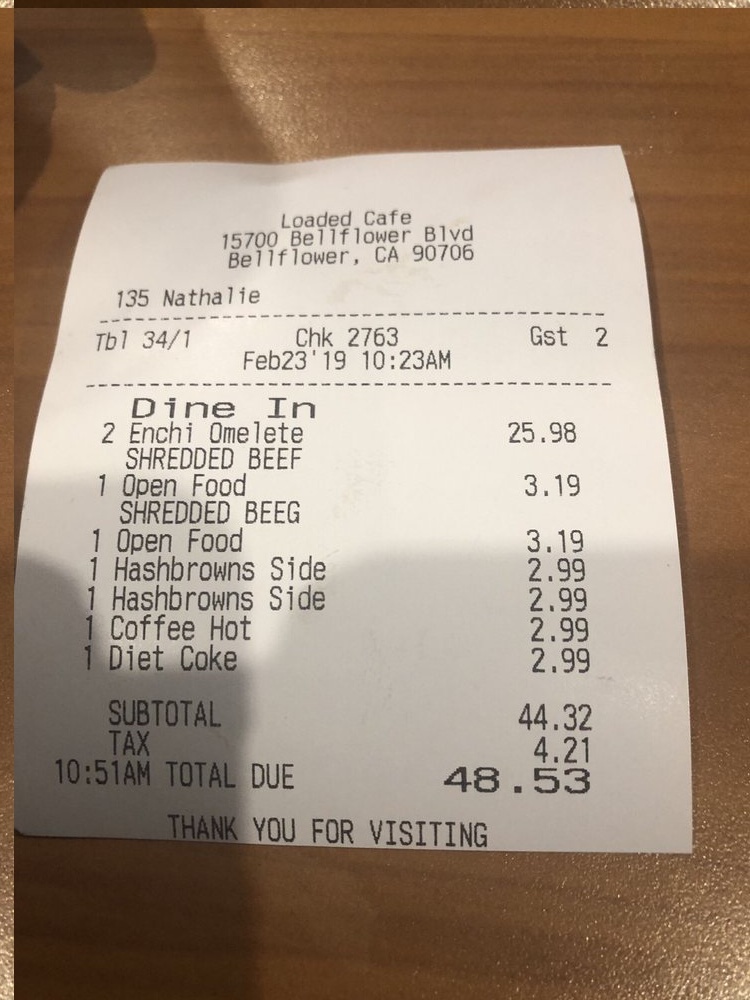 Loaded Cafe
15700 Bellflower Blvd
Bellflower, CA 90706
135 Nathalie
Tbl 34/1 Chk 2763 Gst 2
Feb23'19 10:23AM
Dine In
2 Enchi Omelete 25.98
SHREDDED BEEF
1 Open Food 3.19
SHREDDED BEEG
1 Open Food 3.19
1 Hashbrowns Side 2.99
1 Hashbrowns Side 2.99
1 Coffee Hot 2.99
1 Diet Coke 2.99
SUBTOTAL 44.32
TAX 4.21
10:51AM TOTAL DUE 48.53
THANK YOU FOR VISITING